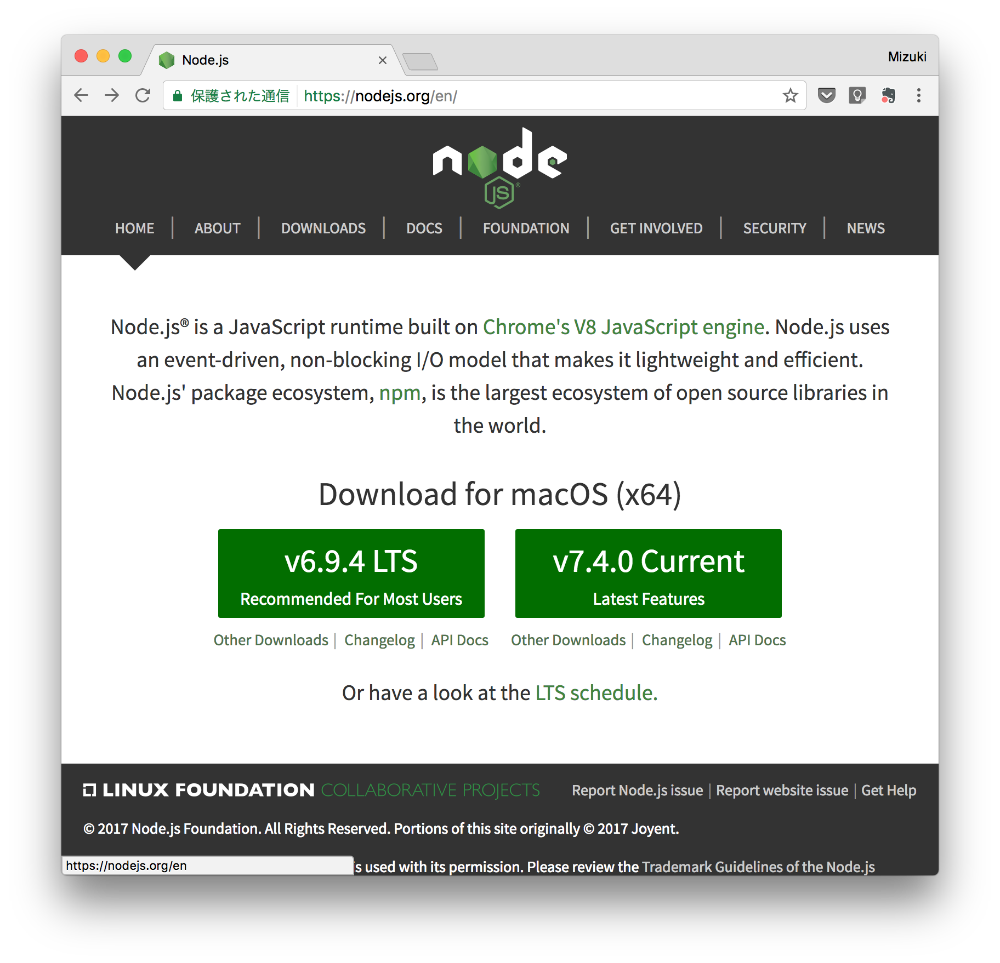 Node.js
Mizuki
保護された通信 https://nodejs.org/en/
node
JS®
HOME | ABOUT | DOWNLOADS | DOCS | FOUNDATION | GET INVOLVED | SECURITY | NEWS
Node.js® is a JavaScript runtime built on Chrome's V8 JavaScript engine. Node.js uses
an event-driven, non-blocking I/O model that makes it lightweight and efficient.
Node.js' package ecosystem, npm, is the largest ecosystem of open source libraries in
the world.
Download for macOS (x64)
v6.9.4 LTS
Recommended For Most Users
v7.4.0 Current
Latest Features
Other Downloads | Changelog | API Docs
Other Downloads | Changelog | API Docs
Or have a look at the LTS schedule.
LINUX FOUNDATION COLLABORATIVE PROJECTS
Report Node.js issue | Report website issue | Get Help
© 2017 Node.js Foundation. All Rights Reserved. Portions of this site originally © 2017 Joyent.
https://nodejs.org/en
s used with its permission. Please review the Trademark Guidelines of the Node.js